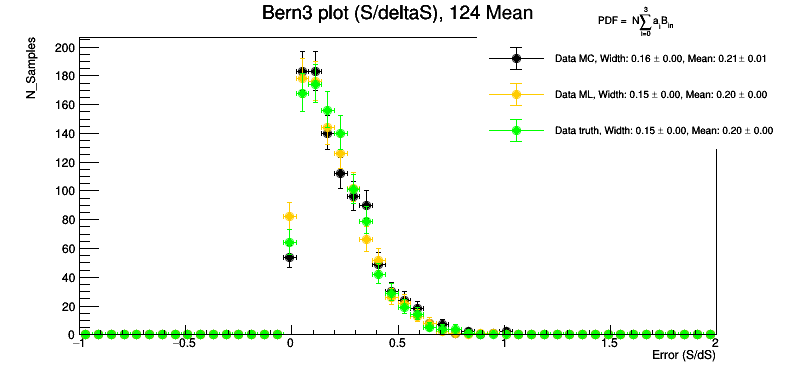 Bern3 plot (S/deltaS), 124 Mean
PDF = N∑ aᵢBᵢₙ
3
i=0
Data MC, Width: 0.16 ± 0.00, Mean: 0.21 ± 0.01
Data ML, Width: 0.15 ± 0.00, Mean: 0.20 ± 0.00
Data truth, Width: 0.15 ± 0.00, Mean: 0.20 ± 0.00
N_Samples
200
180
160
140
120
100
80
60
40
20
0
−1 −0.5 0 0.5 1 1.5 2
Error (S/dS)